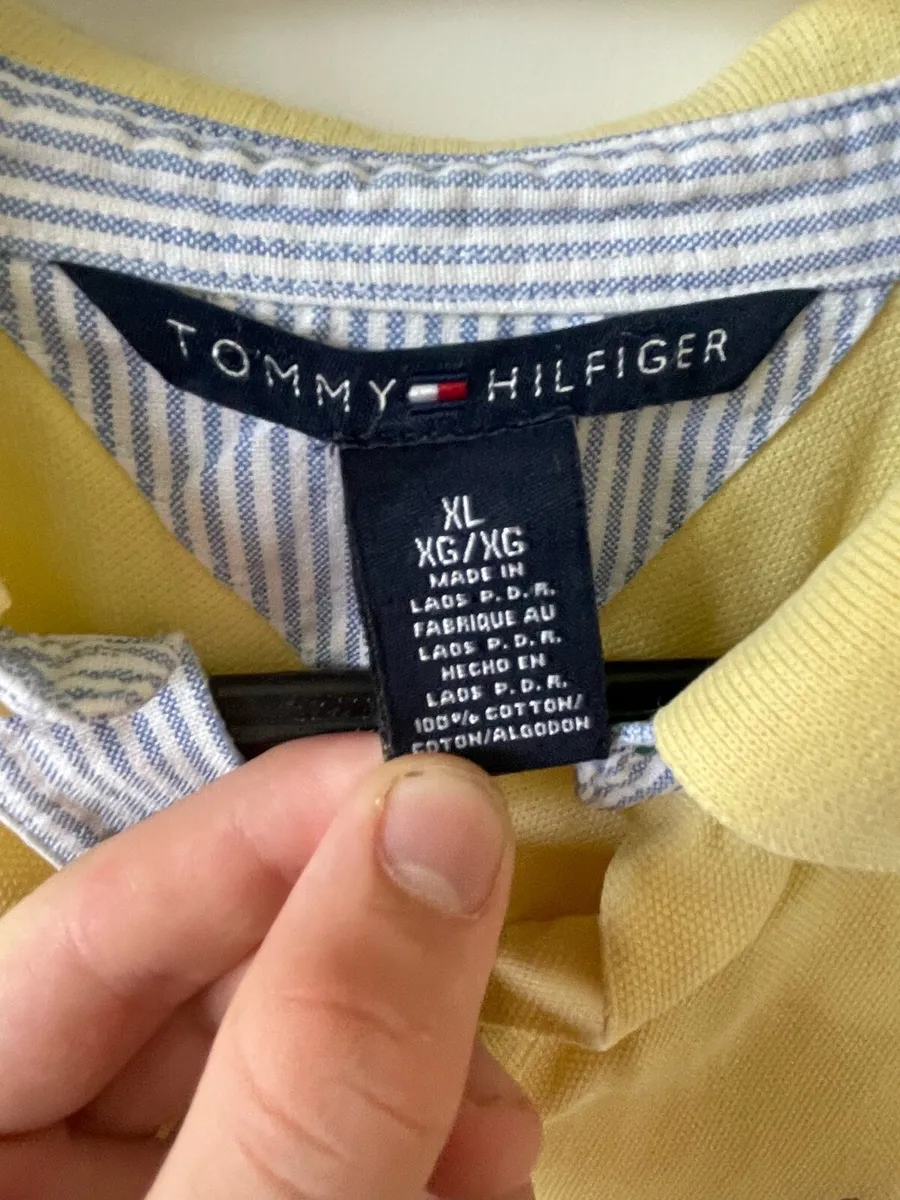 TOMMY HILFIGER
XL
XG/XG
MADE IN
LAOS P.D.R.
FABRIQUE AU
LAOS P.D.R.
HECHO EN
LAOS P.D.R.
100% COTTON/
COTON/ALGODON